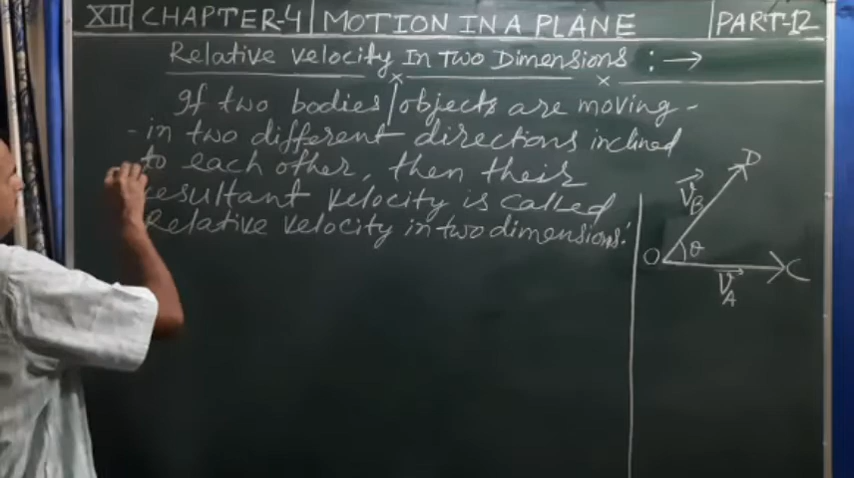 XII CHAPTER-4 MOTION IN A PLANE PART-12
Relative velocity In Two Dimensions : →
If two bodies/objects are moving -
- in two different directions inclined
to each other, then their
resultant velocity is called
Relative velocity in two dimensions.'
D
V⃗B
O θ
C
V⃗A